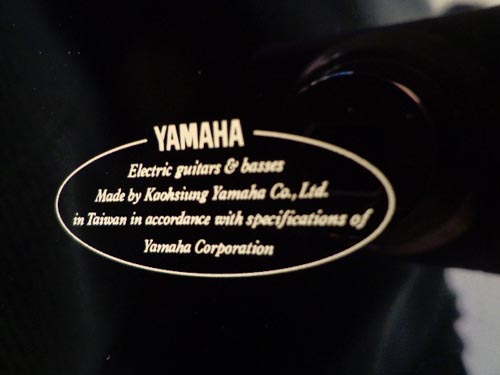 YAMAHA
Electric guitars & basses
Made by Kaohsiung Yamaha Co., Ltd.
in Taiwan in accordance with specifications of
Yamaha Corporation